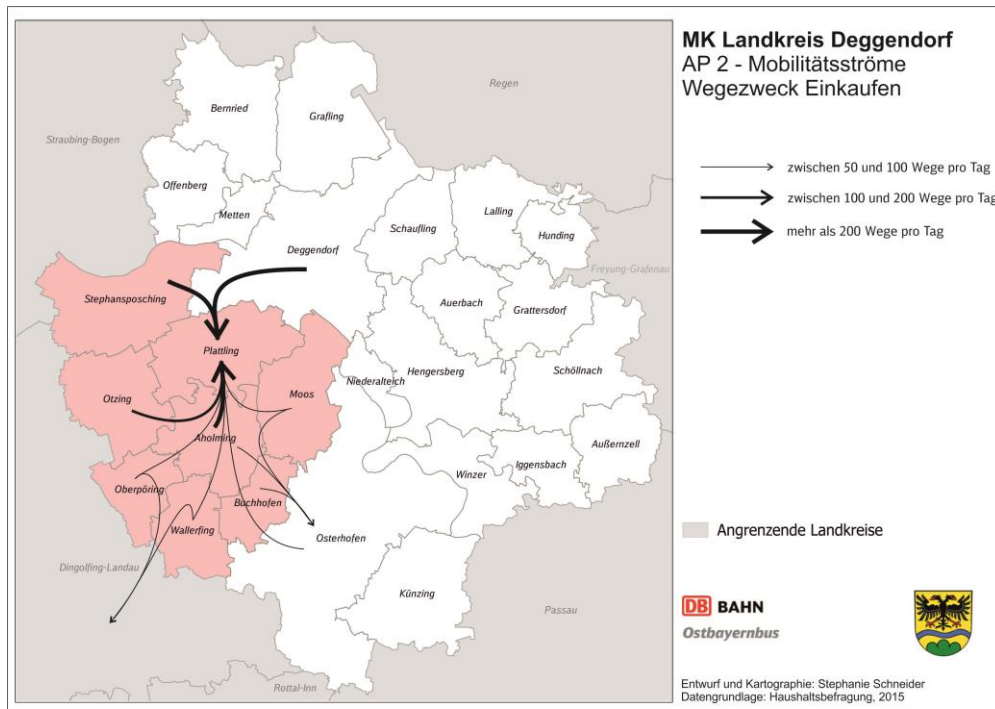 MK Landkreis Deggendorf
AP 2 - Mobilitätsströme
Wegezweck Einkaufen
zwischen 50 und 100 Wege pro Tag
zwischen 100 und 200 Wege pro Tag
mehr als 200 Wege pro Tag
Regen
Bernried
Grafling
Straubing-Bogen
Offenberg
Metten
Lalling
Schaufling
Hunding
Deggendorf
Freyung-Grafenau
Stephansposching
Auerbach
Grattersdorf
Plattling
Hengersberg
Schöllnach
Niederalteich
Otzing
Moos
Aholming
Außernzell
Iggensbach
Winzer
Oberpöring
Buchhofen
Wallerfing
Osterhofen
Dingolfing-Landau
Künzing
Passau
Rottal-Inn
Angrenzende Landkreise
DB BAHN
Ostbayernbus
Entwurf und Kartographie: Stephanie Schneider
Datengrundlage: Haushaltsbefragung, 2015